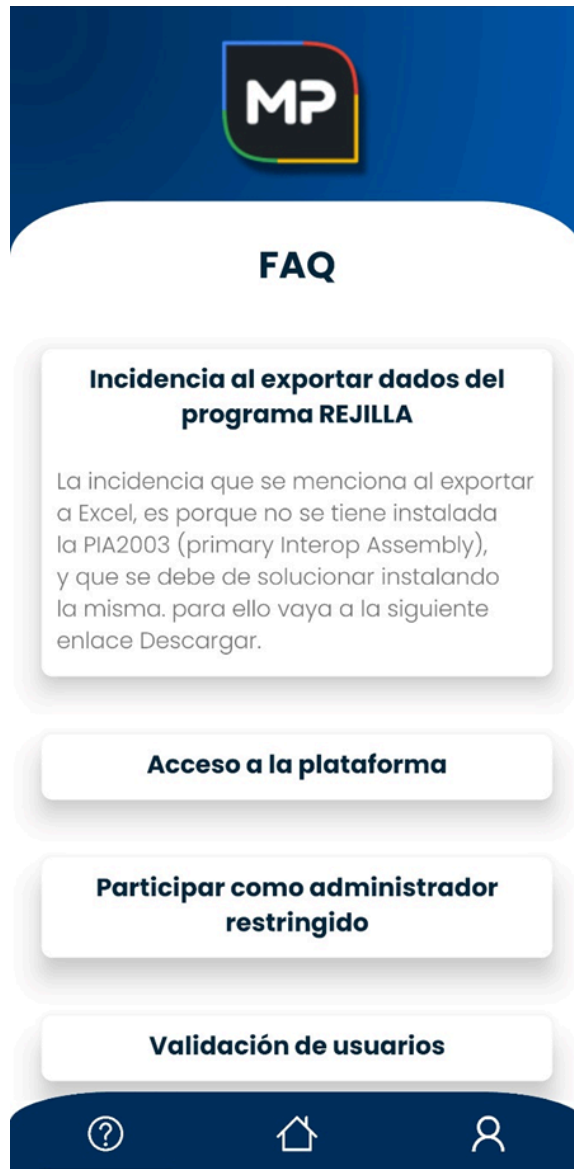 MP
FAQ
Incidencia al exportar dados del
programa REJILLA
La incidencia que se menciona al exportar
a Excel, es porque no se tiene instalada
la PIA2003 (primary Interop Assembly),
y que se debe de solucionar instalando
la misma. para ello vaya a la siguiente
enlace Descargar.
Acceso a la plataforma
Participar como administrador
restringido
Validación de usuarios
?